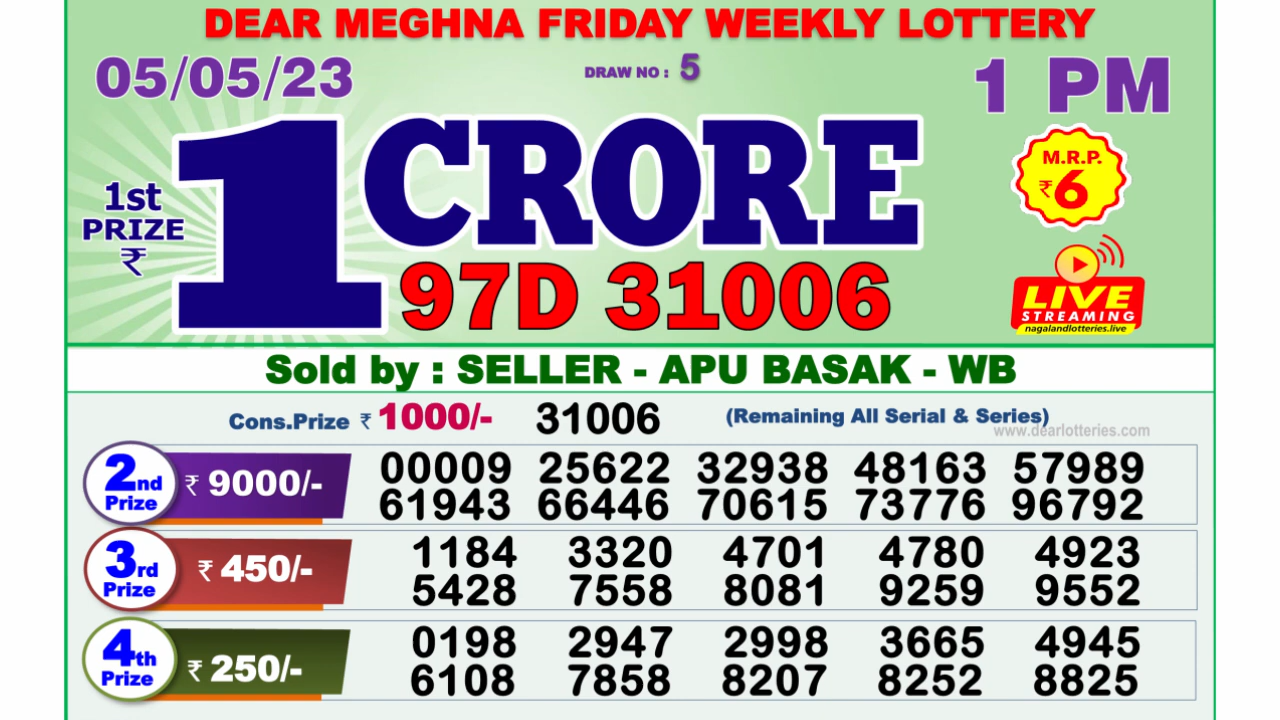 DEAR MEGHNA FRIDAY WEEKLY LOTTERY
05/05/23
DRAW NO : 5
1 PM
1st
PRIZE
₹
1 CRORE
97D 31006
M.R.P.
₹6
LIVE
STREAMING
nagalandlotteries.live
Sold by : SELLER - APU BASAK - WB
Cons.Prize ₹ 1000/- 31006 (Remaining All Serial & Series)
www.dearlotteries.com
2nd Prize ₹ 9000/-
00009 25622 32938 48163 57989
61943 66446 70615 73776 96792
3rd Prize ₹ 450/-
1184 3320 4701 4780 4923
5428 7558 8081 9259 9552
4th Prize ₹ 250/-
0198 2947 2998 3665 4945
6108 7858 8207 8252 8825